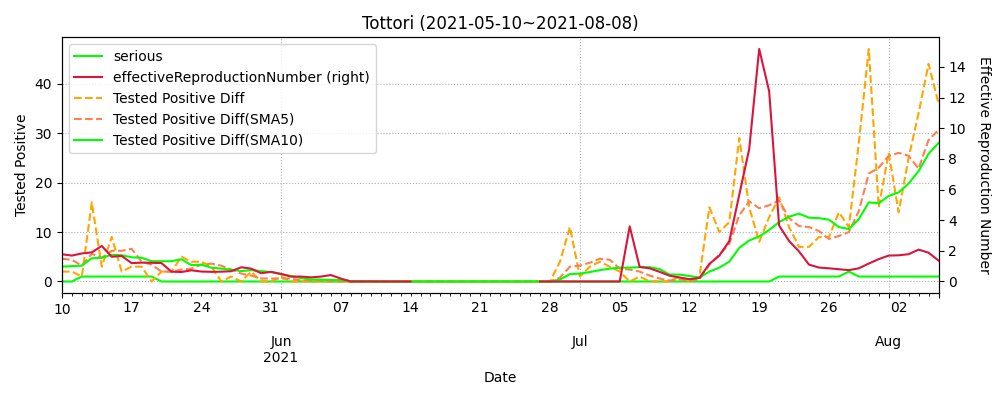 Tottori (2021-05-10~2021-08-08)
serious
effectiveReproductionNumber (right)
Tested Positive Diff
Tested Positive Diff(SMA5)
Tested Positive Diff(SMA10)
Tested Positive
40
30
20
10
0
14
12
10
8
6
4
2
0
Effective Reproduction Number
10 17 24 31 07 14 21 28 05 12 19 26 02
Jun Jul Aug
2021
Date